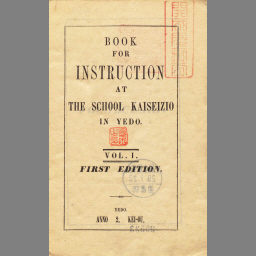 BOOK
FOR
INSTRUCTION
AT
THE SCHOOL KAISEIZIO
IN YEDO.
VOL. I.
FIRST EDITION.
YEDO.
ANNO 2. KEI-OU.